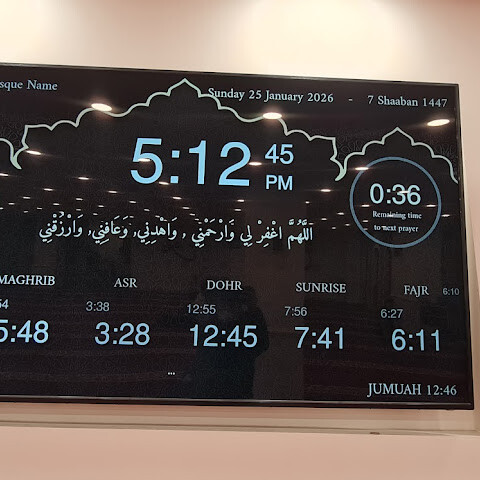 sque Name
Sunday 25 January 2026 - 7 Shaaban 1447
5:12 45 PM
0:36
Remaining time
to next prayer
اللَّهُمَّ اغْفِرْ لِي وَارْحَمْنِي , وَاهْدِنِي, وَعَافِنِي, وَارْزُقْنِي
MAGHRIB ASR DOHR SUNRISE FAJR 6:10
54 3:38 12:55 7:56 6:27
5:48 3:28 12:45 7:41 6:11
...
JUMUAH 12:46